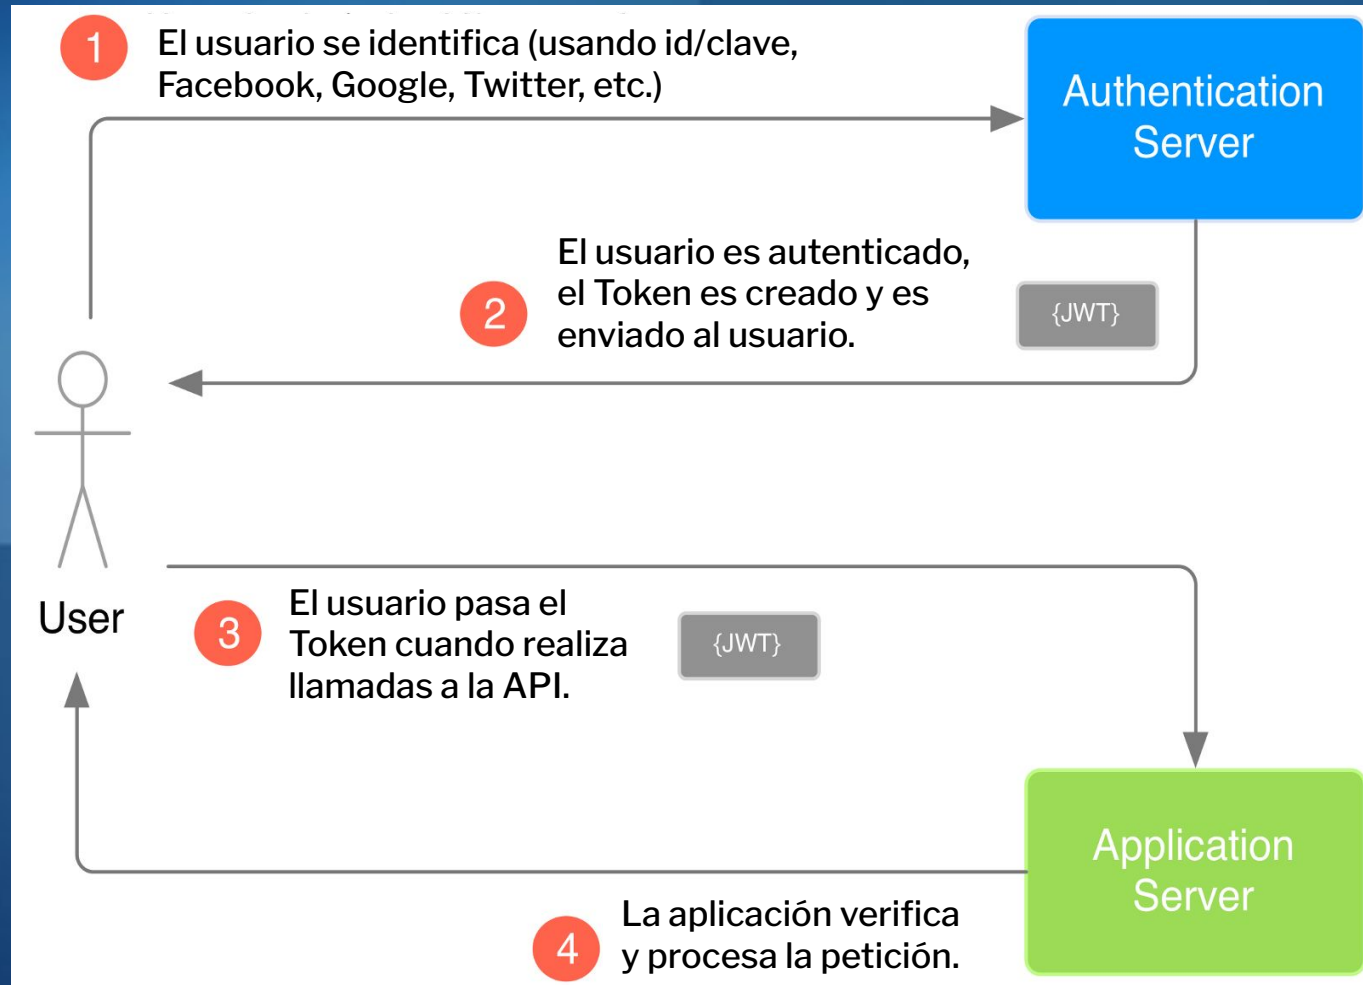 1
El usuario se identifica (usando id/clave,
Facebook, Google, Twitter, etc.)
Authentication
Server
2
El usuario es autenticado,
el Token es creado y es
enviado al usuario.
{JWT}
User
3
El usuario pasa el
Token cuando realiza
llamadas a la API.
{JWT}
Application
Server
4
La aplicación verifica
y procesa la petición.